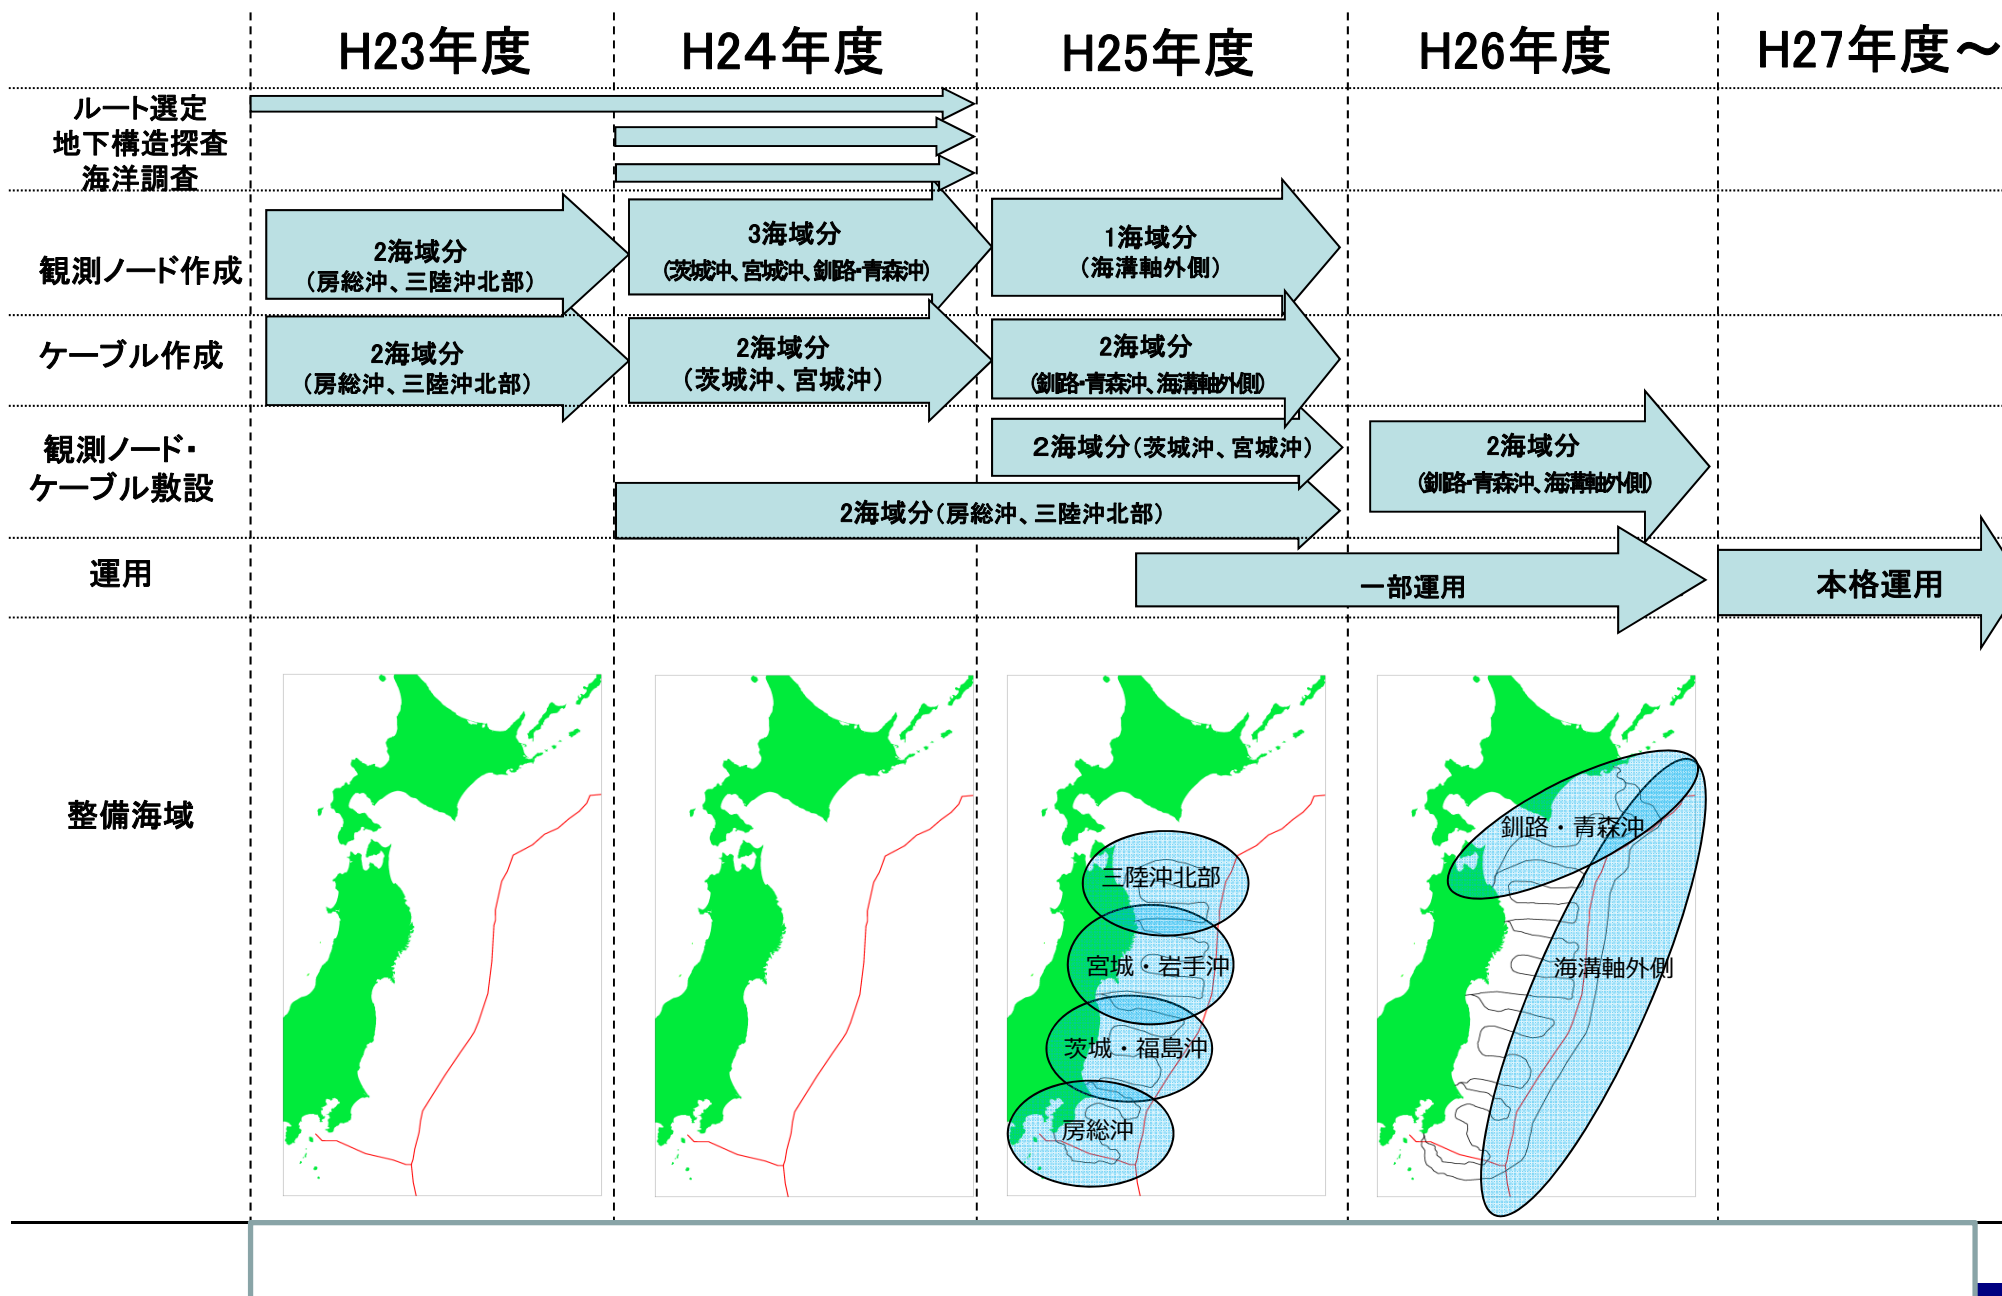 H23年度
H24年度
H25年度
H26年度
H27年度～
ルート選定
地下構造探査
海洋調査
観測ノード作成
2海域分
（房総沖、三陸沖北部）
3海域分
（茨城沖、宮城沖、釧路・青森沖）
1海域分
（海溝軸外側）
ケーブル作成
2海域分
（房総沖、三陸沖北部）
2海域分
（茨城沖、宮城沖）
2海域分
（釧路・青森沖、海溝軸外側）
観測ノード・
ケーブル敷設
２海域分（茨城沖、宮城沖）
2海域分
（釧路・青森沖、海溝軸外側）
2海域分（房総沖、三陸沖北部）
運用
一部運用
本格運用
整備海域
三陸沖北部
宮城・岩手沖
茨城・福島沖
房総沖
釧路・青森沖
海溝軸外側